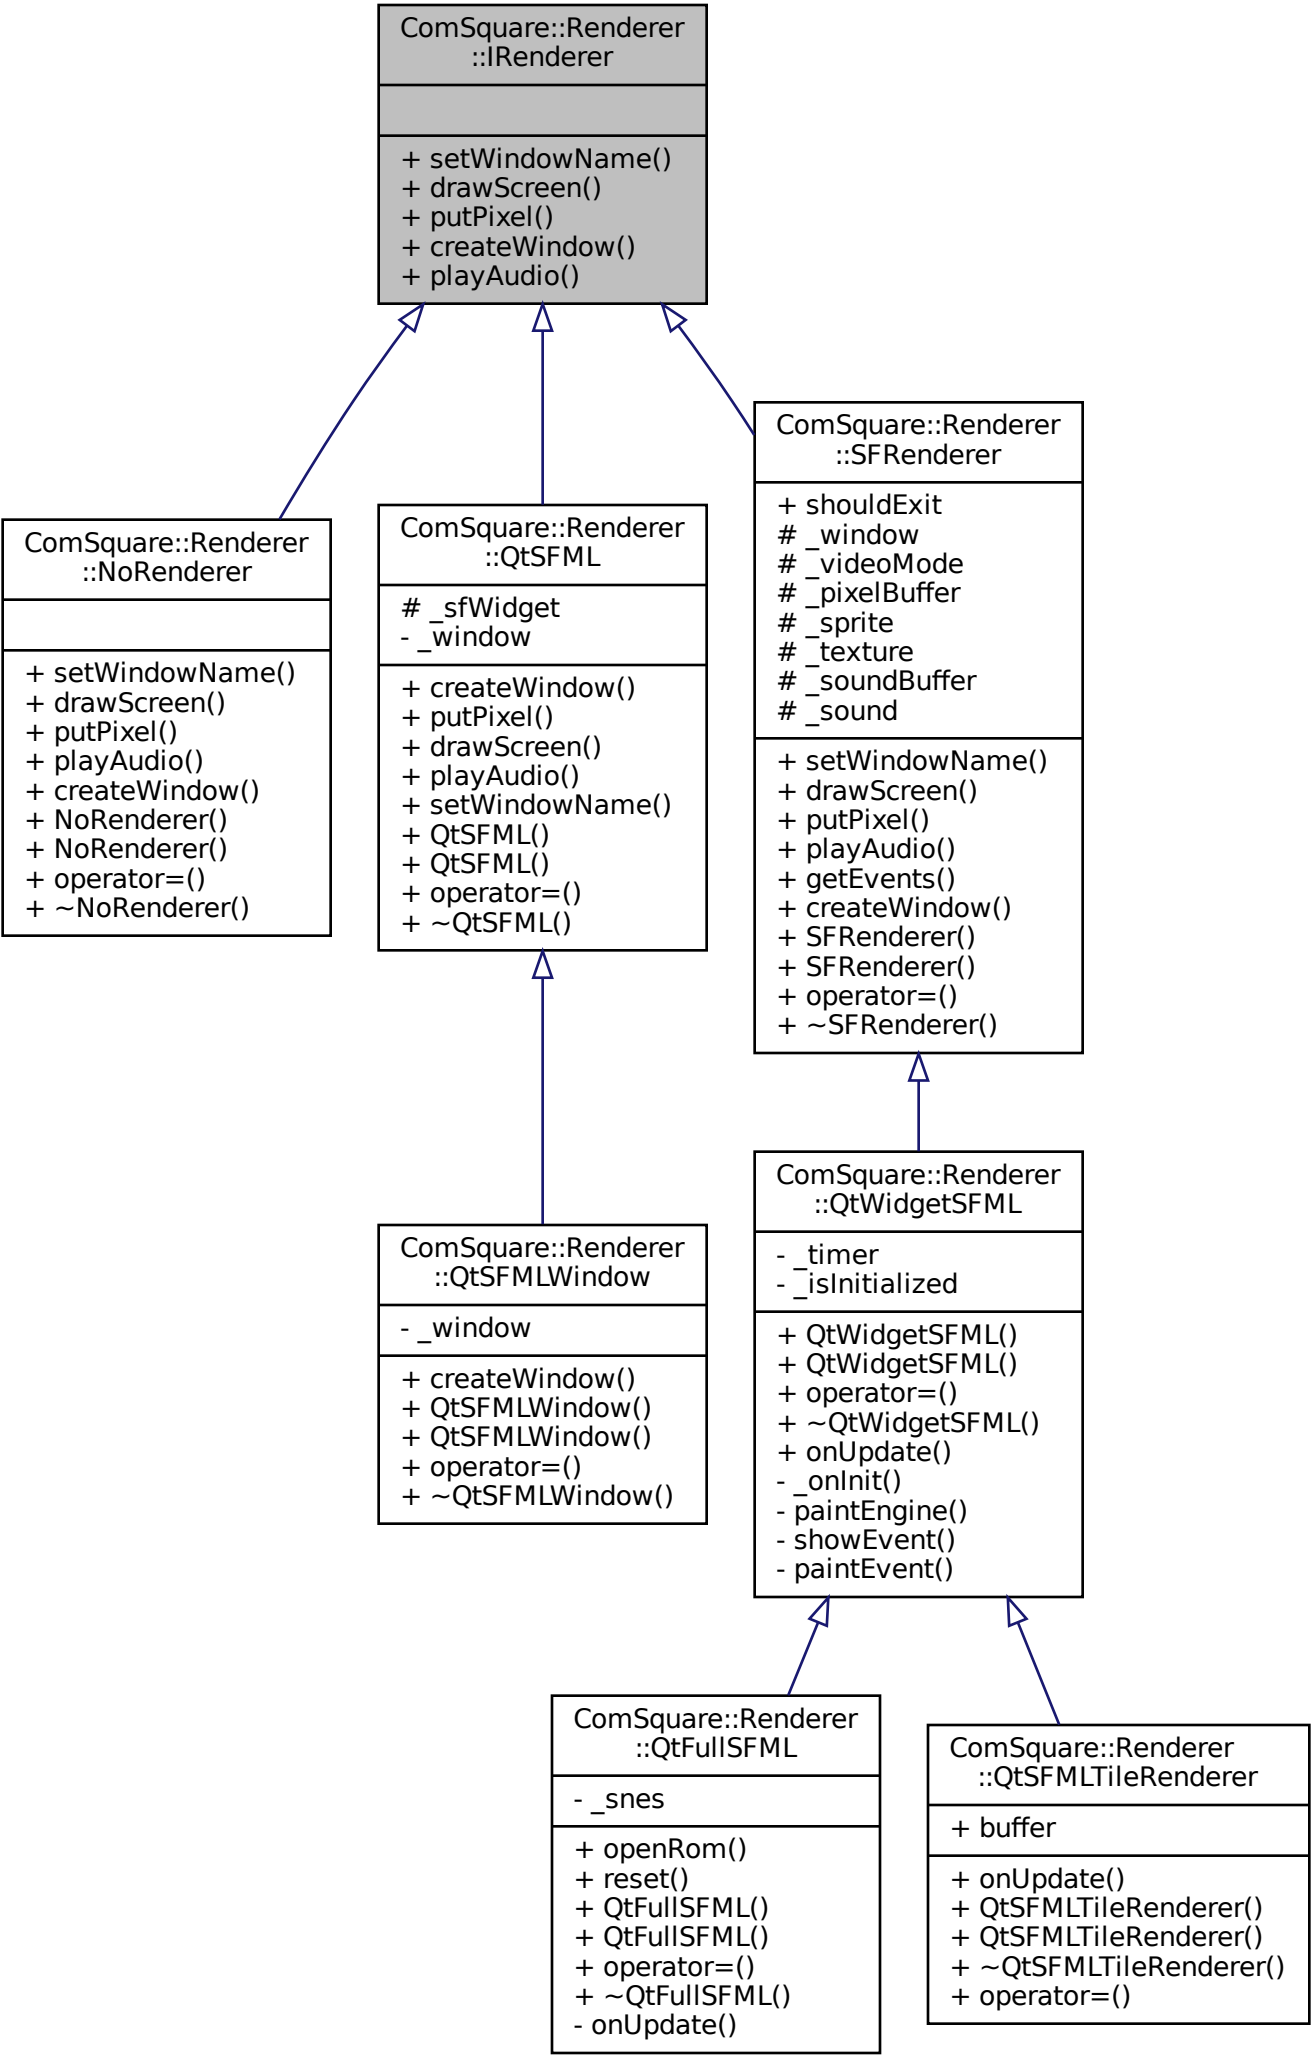 ComSquare::Renderer
::IRenderer
+ setWindowName()
+ drawScreen()
+ putPixel()
+ createWindow()
+ playAudio()
ComSquare::Renderer
::NoRenderer
+ setWindowName()
+ drawScreen()
+ putPixel()
+ playAudio()
+ createWindow()
+ NoRenderer()
+ NoRenderer()
+ operator=()
+ ~NoRenderer()
ComSquare::Renderer
::QtSFML
# _sfWidget
- _window
+ createWindow()
+ putPixel()
+ drawScreen()
+ playAudio()
+ setWindowName()
+ QtSFML()
+ QtSFML()
+ operator=()
+ ~QtSFML()
ComSquare::Renderer
::SFRenderer
+ shouldExit
# _window
# _videoMode
# _pixelBuffer
# _sprite
# _texture
# _soundBuffer
# _sound
+ setWindowName()
+ drawScreen()
+ putPixel()
+ playAudio()
+ getEvents()
+ createWindow()
+ SFRenderer()
+ SFRenderer()
+ operator=()
+ ~SFRenderer()
ComSquare::Renderer
::QtSFMLWindow
- _window
+ createWindow()
+ QtSFMLWindow()
+ QtSFMLWindow()
+ operator=()
+ ~QtSFMLWindow()
ComSquare::Renderer
::QtWidgetSFML
- _timer
- _isInitialized
+ QtWidgetSFML()
+ QtWidgetSFML()
+ operator=()
+ ~QtWidgetSFML()
+ onUpdate()
- _onInit()
- paintEngine()
- showEvent()
- paintEvent()
ComSquare::Renderer
::QtFullSFML
- _snes
+ openRom()
+ reset()
+ QtFullSFML()
+ QtFullSFML()
+ operator=()
+ ~QtFullSFML()
- onUpdate()
ComSquare::Renderer
::QtSFMLTileRenderer
+ buffer
+ onUpdate()
+ QtSFMLTileRenderer()
+ QtSFMLTileRenderer()
+ ~QtSFMLTileRenderer()
+ operator=()